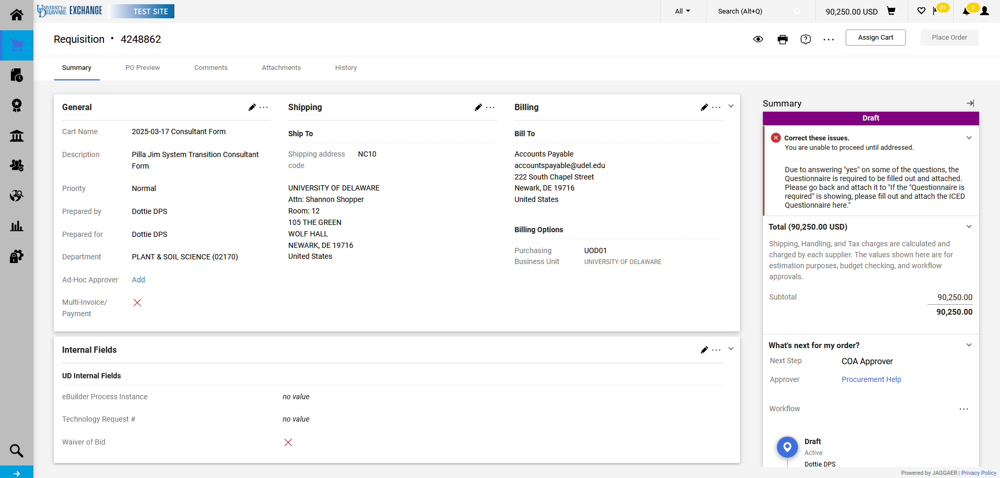 UNIVERSITY OF DELAWARE EXCHANGE
TEST SITE
All
Search (Alt+Q)
90,250.00 USD
21
2
Requisition • 4248862
Assign Cart
Place Order
Summary
PO Preview
Comments
Attachments
History
General
Cart Name 2025-03-17 Consultant Form
Description Pilla Jim System Transition Consultant
Form
Priority Normal
Prepared by Dottie DPS
Prepared for Dottie DPS
Department PLANT & SOIL SCIENCE (02170)
Ad-Hoc Approver Add
Multi-Invoice/
Payment
Shipping
Ship To
Shipping address NC10
code
UNIVERSITY OF DELAWARE
Attn: Shannon Shopper
Room: 12
105 THE GREEN
WOLF HALL
NEWARK, DE 19716
United States
Billing
Bill To
Accounts Payable
accountspayable@udel.edu
222 South Chapel Street
Newark, DE 19716
United States
Billing Options
Purchasing UOD01
Business Unit UNIVERSITY OF DELAWARE
Internal Fields
UD Internal Fields
eBuilder Process Instance no value
Technology Request # no value
Waiver of Bid
Summary
Draft
Correct these issues.
You are unable to proceed until addressed.
Due to answering "yes" on some of the questions, the
Questionnaire is required to be filled out and attached.
Please go back and attach it to "If the "Questionnaire is
required" is showing, please fill out and attach the ICED
Questionnaire here."
Total (90,250.00 USD)
Shipping, Handling, and Tax charges are calculated and
charged by each supplier. The values shown here are for
estimation purposes, budget checking, and workflow
approvals.
Subtotal 90,250.00
90,250.00
What's next for my order?
Next Step COA Approver
Approver Procurement Help
Workflow
Draft
Active
Dottie DPS
Powered by JAGGAER | Privacy Policy